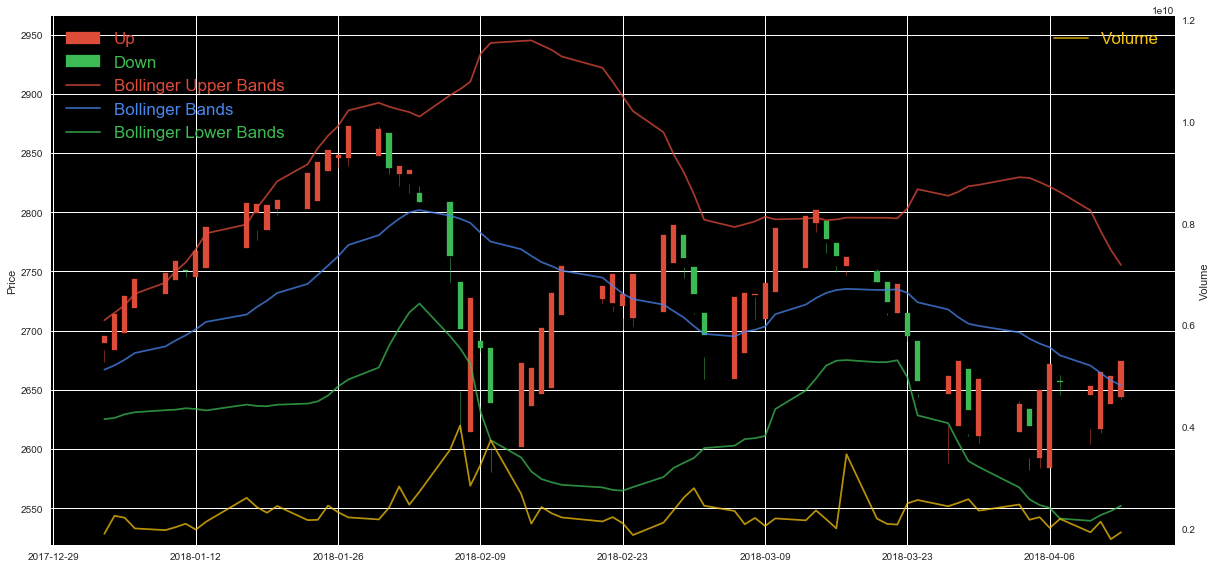 1e10
1.2
Up
Down
Bollinger Upper Bands
Bollinger Bands
Bollinger Lower Bands
Volume
2950
2900
2850
2800
2750
2700
2650
2600
2550
Price
1.0
0.8
0.6
0.4
0.2
Volume
2017-12-29
2018-01-12
2018-01-26
2018-02-09
2018-02-23
2018-03-09
2018-03-23
2018-04-06